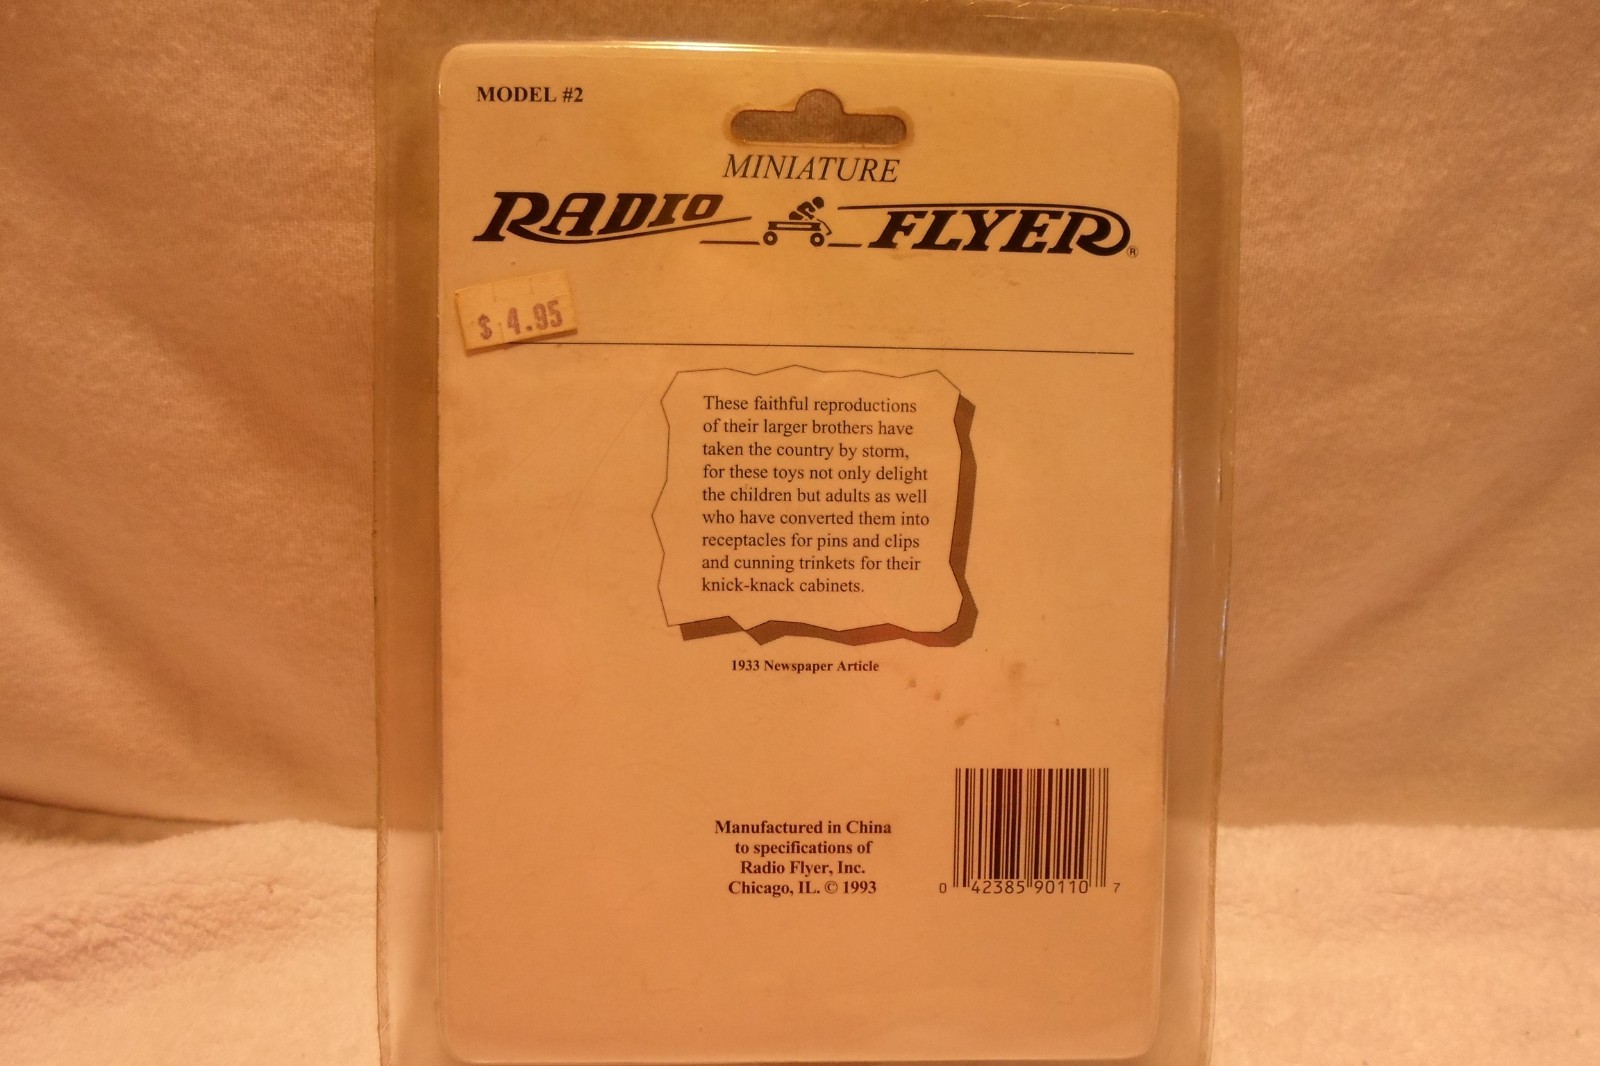 MODEL #2
MINIATURE
RADIO FLYER®
$ 4.95
These faithful reproductions
of their larger brothers have
taken the country by storm,
for these toys not only delight
the children but adults as well
who have converted them into
receptacles for pins and clips
and cunning trinkets for their
knick-knack cabinets.
1933 Newspaper Article
Manufactured in China
to specifications of
Radio Flyer, Inc.
Chicago, IL. © 1993
0 42385 90110 7